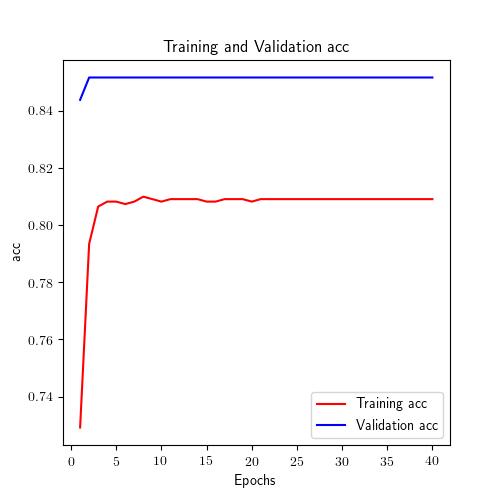 Training and Validation acc
acc
0.84
0.82
0.80
0.78
0.76
0.74
Training acc
Validation acc
0 5 10 15 20 25 30 35 40
Epochs